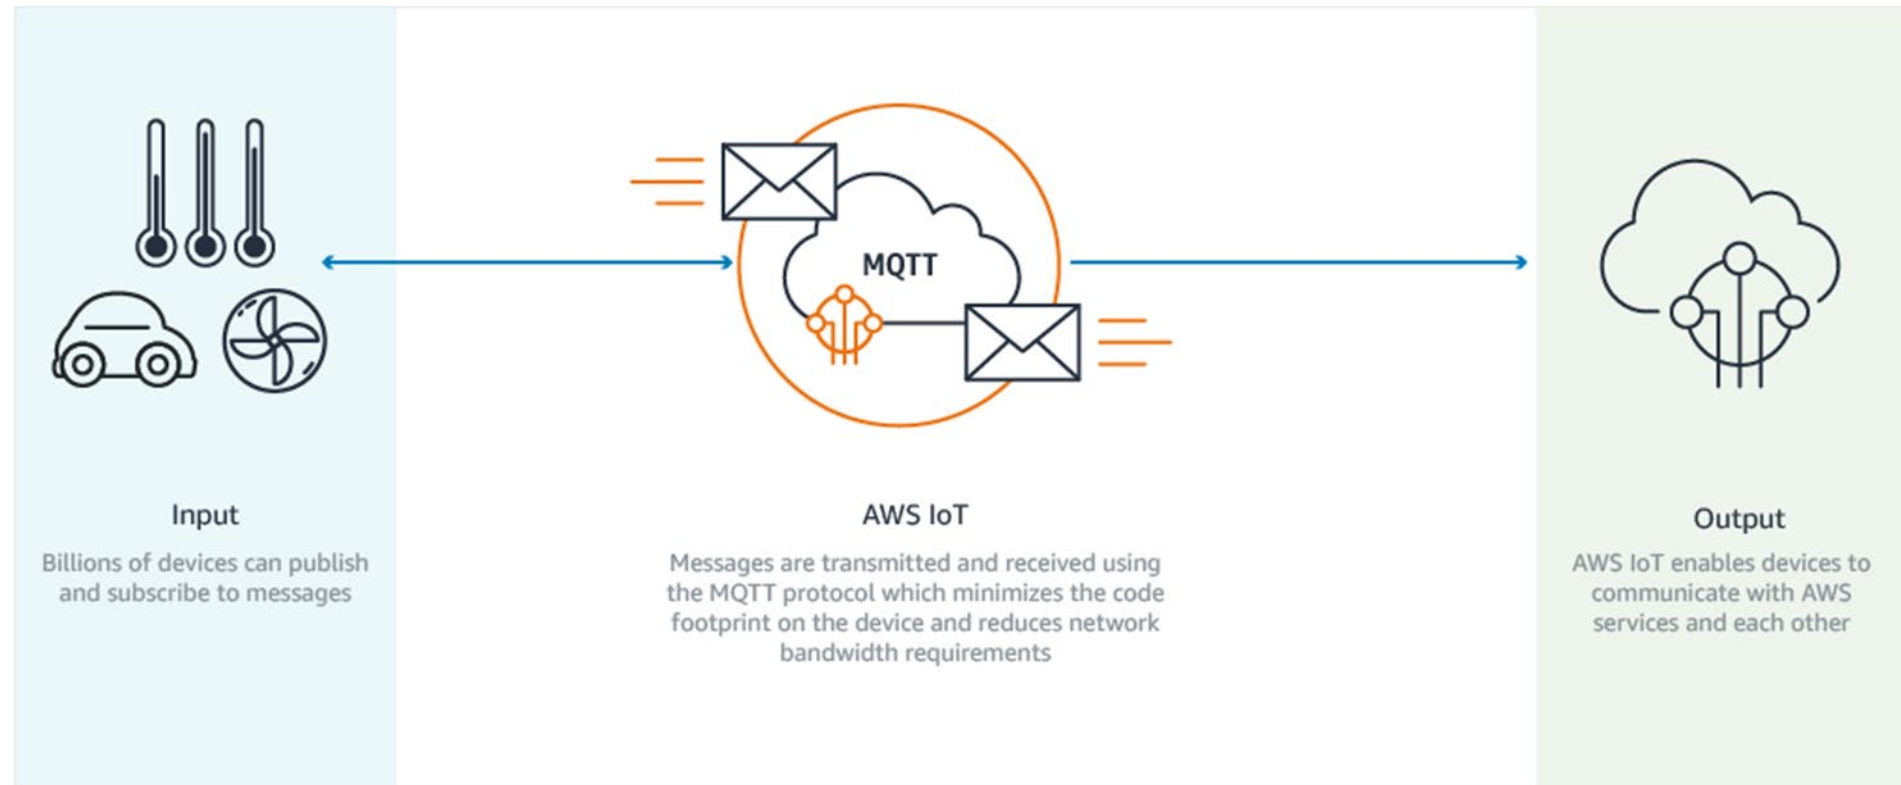 MQTT
Input
Billions of devices can publish
and subscribe to messages
AWS IoT
Messages are transmitted and received using
the MQTT protocol which minimizes the code
footprint on the device and reduces network
bandwidth requirements
Output
AWS IoT enables devices to
communicate with AWS
services and each other